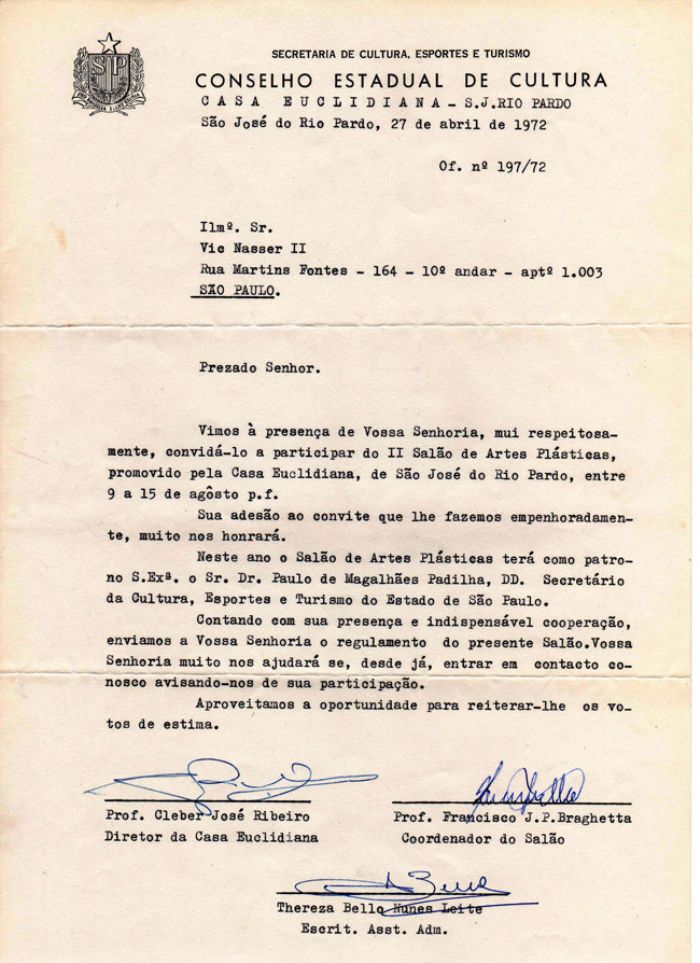 SECRETARIA DE CULTURA, ESPORTES E TURISMO
CONSELHO ESTADUAL DE CULTURA
CASA EUCLIDIANA - S.J.RIO PARDO
São José do Rio Pardo, 27 de abril de 1972
Of. nº 197/72
Ilmº. Sr.
Vic Nasser II
Rua Martins Fontes - 164 - 10º andar - aptº 1.003
SÃO PAULO.
Prezado Senhor.
Vimos à presença de Vossa Senhoria, mui respeitosa-
mente, convidá-lo a participar do II Salão de Artes Plásticas,
promovido pela Casa Euclidiana, de São José do Rio Pardo, entre
9 a 15 de agôsto p.f.
Sua adesão ao convite que lhe fazemos empenhoradamen-
te, muito nos honrará.
Neste ano o Salão de Artes Plásticas terá como patro-
no S.Exª. o Sr. Dr. Paulo de Magalhães Padilha, DD. Secretário
da Cultura, Esportes e Turismo do Estado de São Paulo.
Contando com sua presença e indispensável cooperação,
enviamos a Vossa Senhoria o regulamento do presente Salão.Vossa
Senhoria muito nos ajudará se, desde já, entrar em contacto co-
nosco avisando-nos de sua participação.
Aproveitamos a oportunidade para reiterar-lhe os vo-
tos de estima.
Prof. Cleber José Ribeiro
Diretor da Casa Euclidiana
Prof. Francisco J.P.Braghetta
Coordenador do Salão
Thereza Bello Nunes Leite
Escrit. Asst. Adm.